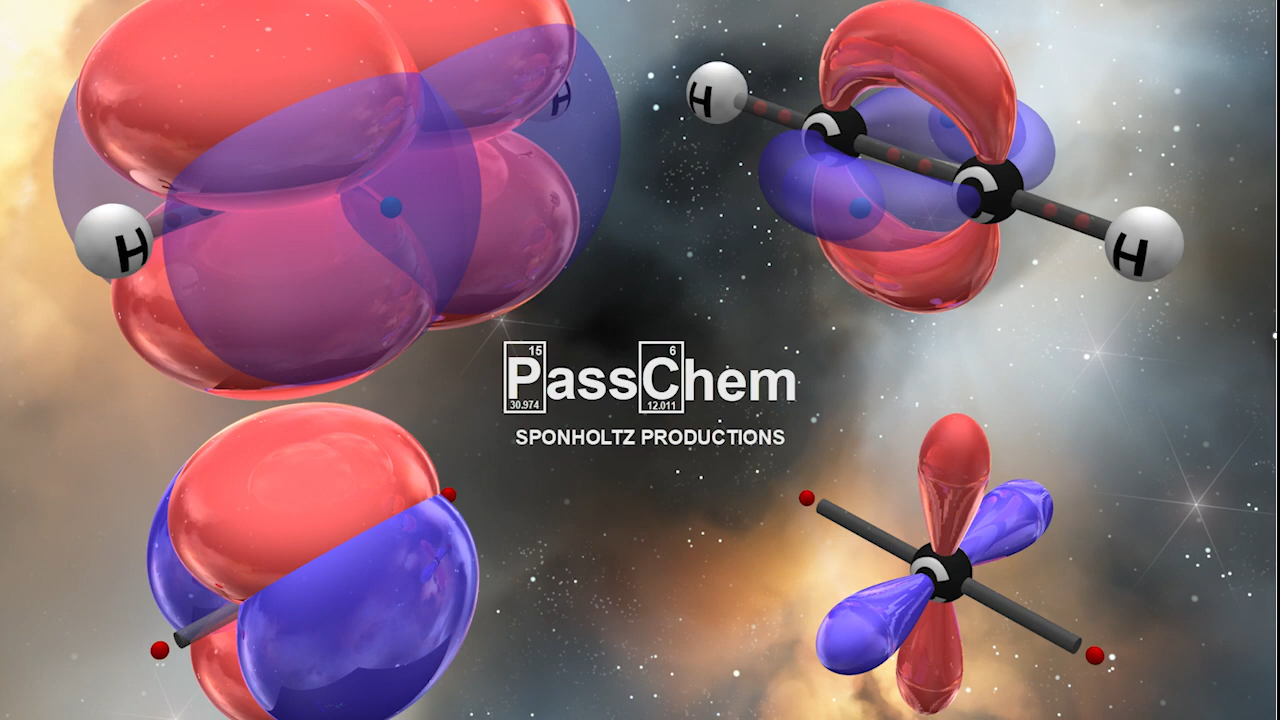 H
H
C
C
H
H
15
6
PassChem
30.974
12.011
SPONHOLTZ PRODUCTIONS
C